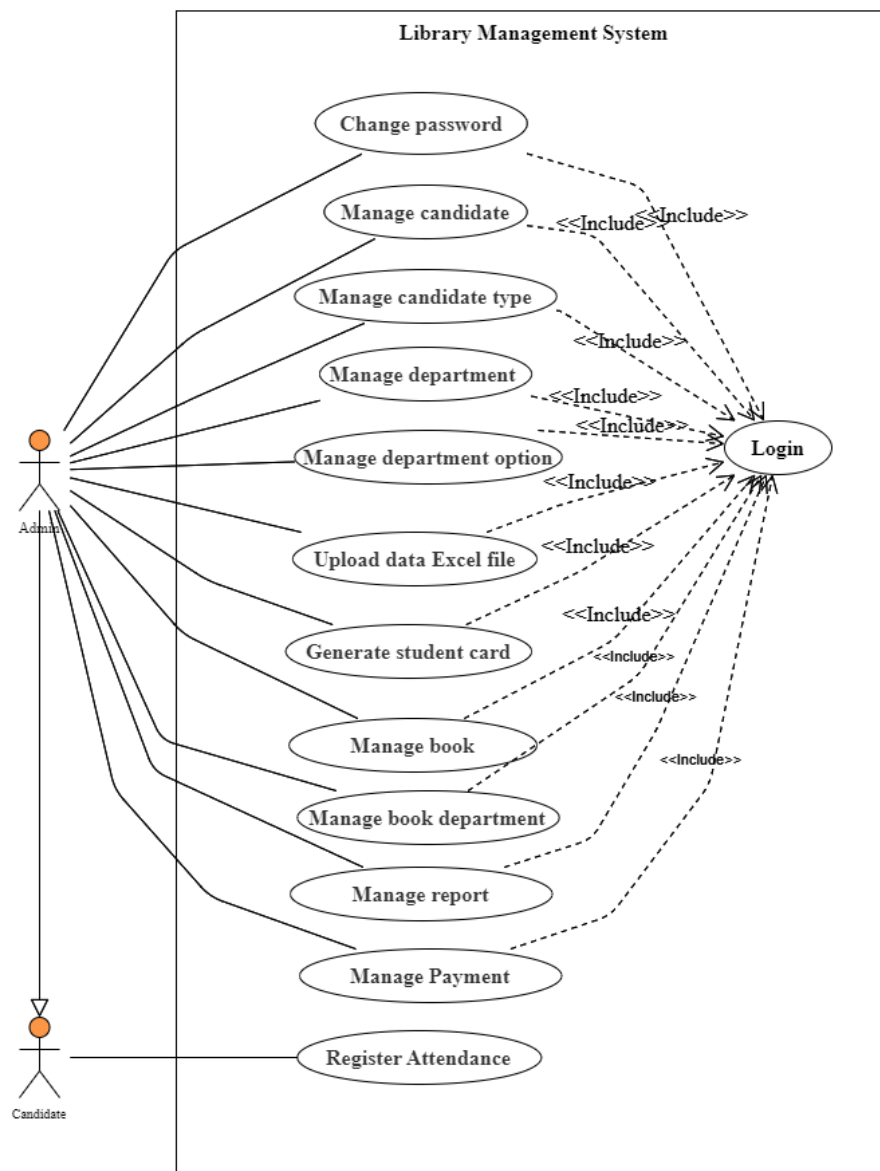 Library Management System
Change password
<<Include>>
Manage candidate
<<Include>>
Manage candidate type
<<Include>>
Manage department
<<Include>>
<<Include>>
Manage department option
Login
<<Include>>
Admin
Upload data Excel file
<<Include>>
Generate student card
<<Include>>
<<Include>>
<<Include>>
Manage book
<<Include>>
Manage book department
Manage report
Manage Payment
Register Attendance
Candidate